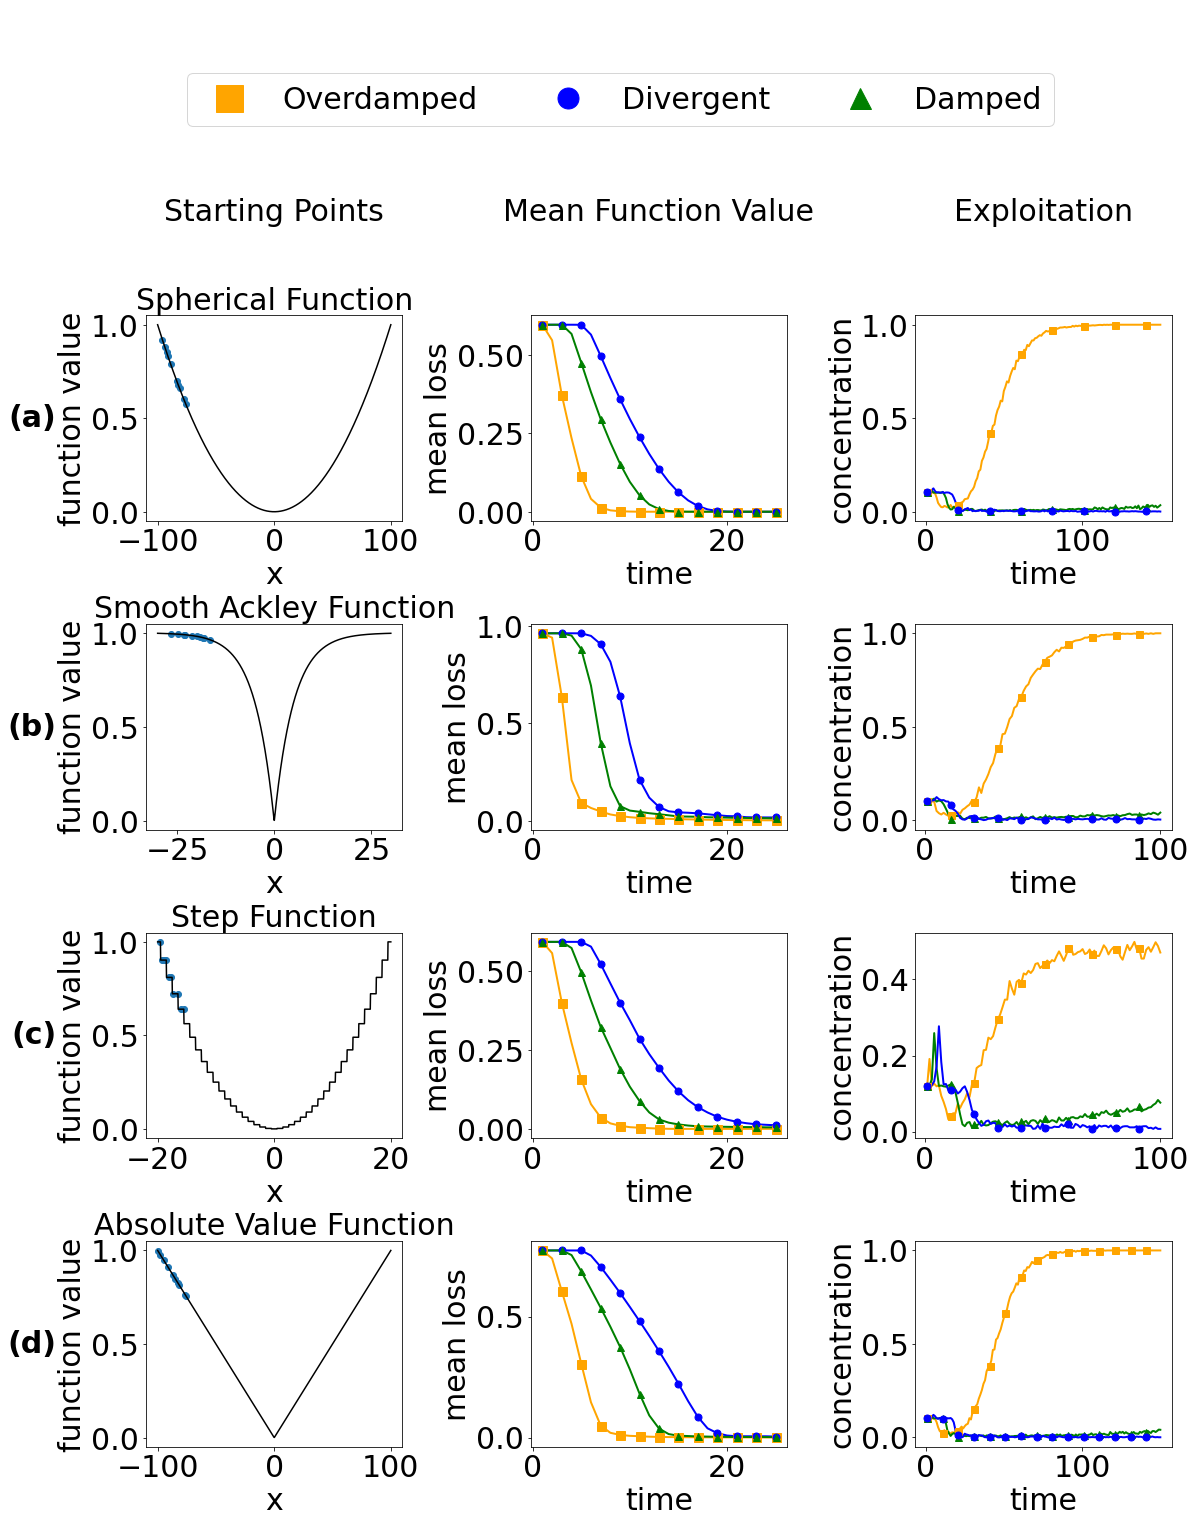 Overdamped Divergent Damped
Starting Points Mean Function Value Exploitation
Spherical Function
(a)
function value
1.0
0.5
0.0
−100 0 100
x
mean loss
0.50
0.25
0.00
0 20
time
concentration
1.0
0.5
0.0
0 100
time
Smooth Ackley Function
(b)
function value
1.0
0.5
0.0
−25 0 25
x
mean loss
1.0
0.5
0.0
0 20
time
concentration
1.0
0.5
0.0
0 100
time
Step Function
(c)
function value
1.0
0.5
0.0
−20 0 20
x
mean loss
0.50
0.25
0.00
0 20
time
concentration
0.4
0.2
0.0
0 100
time
Absolute Value Function
(d)
function value
1.0
0.5
0.0
−100 0 100
x
mean loss
0.5
0.0
0 20
time
concentration
1.0
0.5
0.0
0 100
time